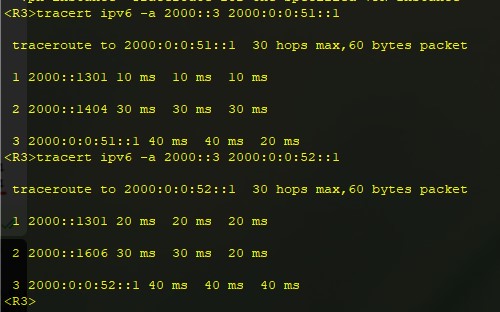 <R3>tracert ipv6 -a 2000::3 2000:0:0:51::1
traceroute to 2000:0:0:51::1  30 hops max,60 bytes packet
1 2000::1301 10 ms  10 ms  10 ms
2 2000::1404 30 ms  30 ms  30 ms
3 2000:0:0:51::1 40 ms  40 ms  20 ms
<R3>tracert ipv6 -a 2000::3 2000:0:0:52::1
traceroute to 2000:0:0:52::1  30 hops max,60 bytes packet
1 2000::1301 20 ms  20 ms  20 ms
2 2000::1606 30 ms  30 ms  20 ms
3 2000:0:0:52::1 40 ms  40 ms  40 ms
<R3>